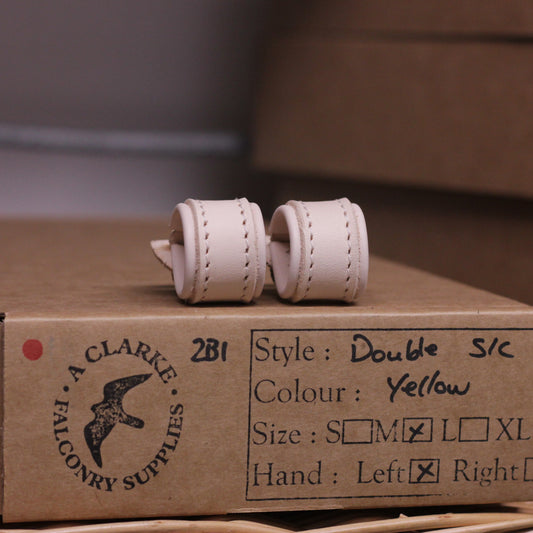 A CLARKE
FALCONRY SUPPLIES
2B1
Style : Double S/C
Colour : Yellow
Size : S M L XL
Hand : Left Right